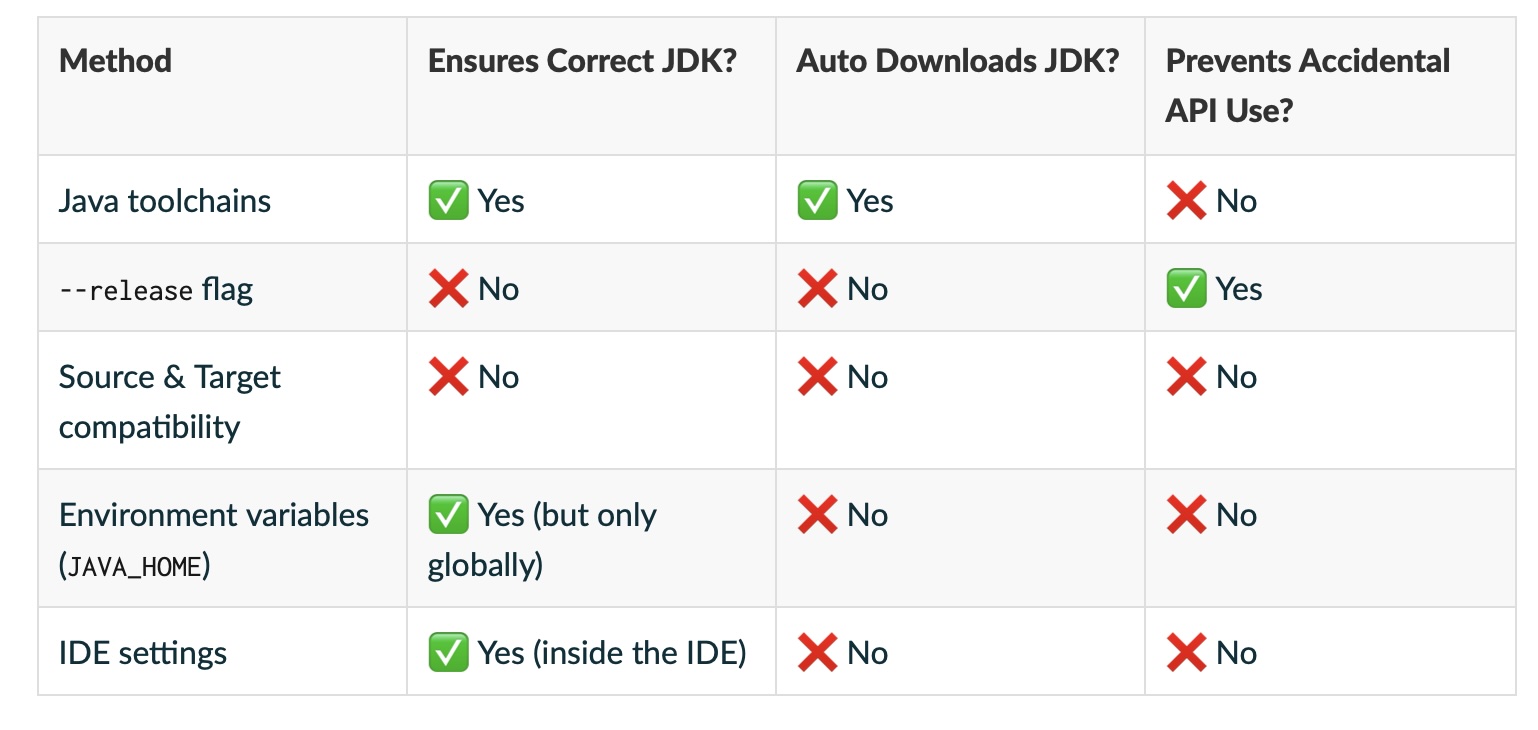 Method Ensures Correct JDK? Auto Downloads JDK? Prevents Accidental
API Use?
Java toolchains ✅ Yes ✅ Yes ❌ No
--release flag ❌ No ❌ No ✅ Yes
Source & Target ❌ No ❌ No ❌ No
compatibility
Environment variables ✅ Yes (but only ❌ No ❌ No
(JAVA_HOME) globally)
IDE settings ✅ Yes (inside the IDE) ❌ No ❌ No